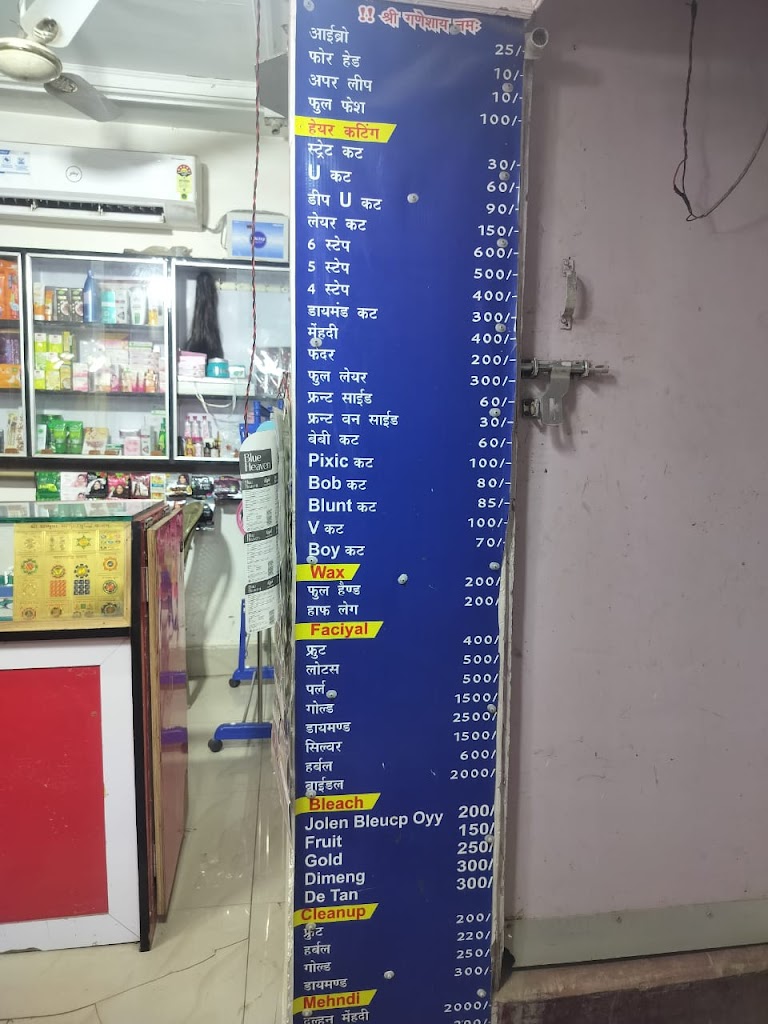 !! श्री गणेशाय नमः
आईब्रो 25/-
फोर हेड 10/-
अपर लीप 10/-
फुल फेश 100/-
हेयर कटिंग
स्ट्रेट कट 30/-
U कट 60/-
डीप U कट 90/-
लेयर कट 150/-
6 स्टेप 600/-
5 स्टेप 500/-
4 स्टेप 400/-
डायमंड कट 300/-
मेंहदी 400/-
फेदर 200/-
फुल लेयर 300/-
फ्रन्ट साईड 60/-
फ्रन्ट वन साईड 30/-
बेबी कट 60/-
Pixic कट 100/-
Bob कट 80/-
Blunt कट 85/-
V कट 100/-
Boy कट 70/-
Wax
फुल हैण्ड 200/
हाफ लेग 200/
Faciyal
फ्रुट 400/
लोटस 500/
पर्ल 500/
गोल्ड 1500/
डायमण्ड 2500/
सिल्वर 1500/
हर्बल 600/
ब्राईडल 2000/
Bleach
Jolen Bleucp Oyy 200/
Fruit 150/
Gold 250/
Dimeng 300/
De Tan 300/
Cleanup
फ्रुट 200/
हर्बल 220/
गोल्ड 250/
डायमण्ड 300/
Mehndi
दुल्हन मेंहदी 2000/
Blue Heaven